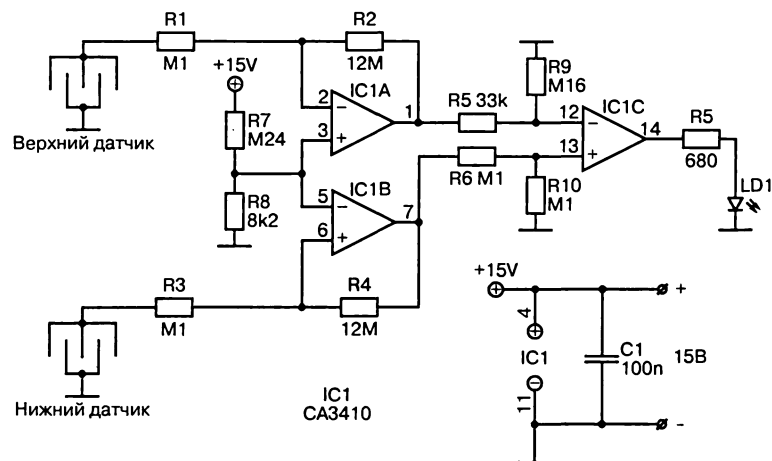 R1
M1
R2
12M
+15V
IC1A
2
−
3
+
1
Верхний датчик
R7
M24
R5 33k
R9
M16
IC1C
12
−
13
+
14
R5
680
R6 M1
R10
M1
LD1
R8
8k2
IC1B
5
−
6
+
7
R3
M1
R4
12M
Нижний датчик
IC1
CA3410
+15V
+
4
IC1
11
C1
100n
15В
-